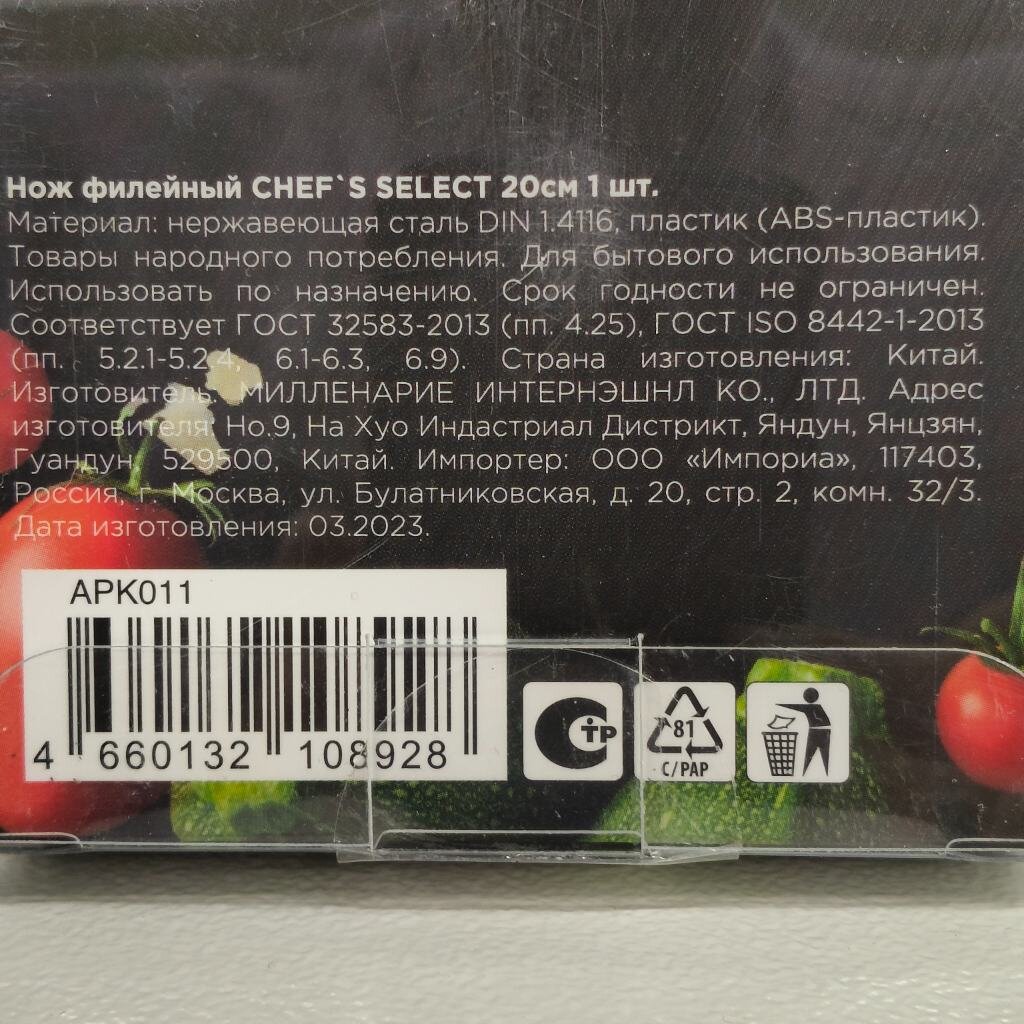 Нож филейный CHEF`S SELECT 20см 1 шт.
Материал: нержавеющая сталь DIN 1.4116, пластик (ABS-пластик).
Товары народного потребления. Для бытового использования.
Использовать по назначению. Срок годности не ограничен.
Соответствует ГОСТ 32583-2013 (пп. 4.25), ГОСТ ISO 8442-1-2013
(пп. 5.2.1-5.2.4, 6.1-6.3, 6.9). Страна изготовления: Китай.
Изготовитель: МИЛЛЕНАРИЕ ИНТЕРНЭШНЛ КО., ЛТД. Адрес
изготовителя: Но.9, На Хуо Индастриал Дистрикт, Яндун, Янцзян,
Гуандун, 529500, Китай. Импортер: ООО «Импориа», 117403,
Россия, г. Москва, ул. Булатниковская, д. 20, стр. 2, комн. 32/3.
Дата изготовления: 03.2023.
APK011
4 660132 108928
СТР
81
C/PAP